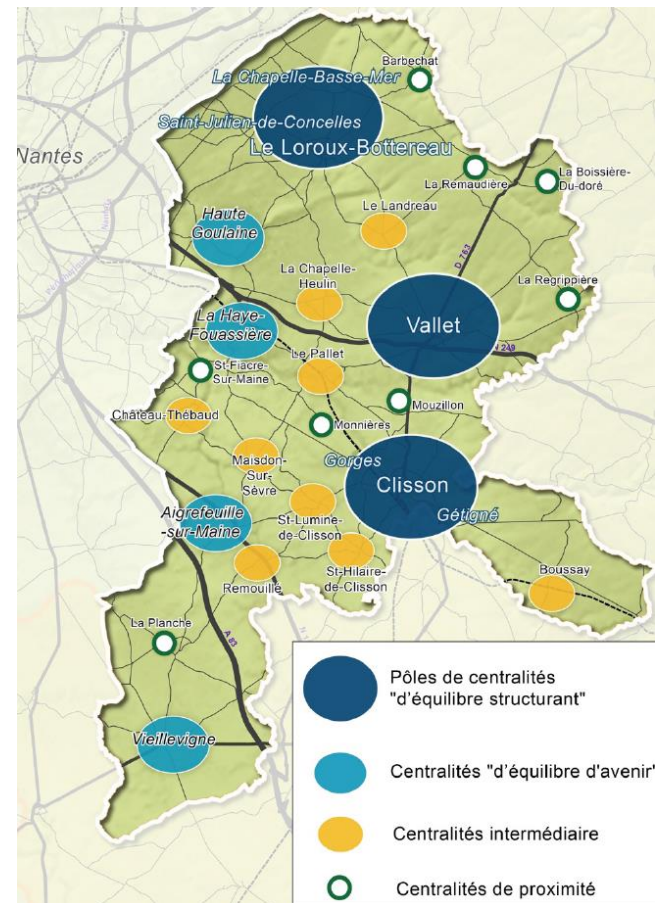 La Chapelle-Basse-Mer
Barbechat
Saint-Julien-de-Concelles
Nantes
Le Loroux-Bottereau
La Remaudière
La Boissière-
Du-doré
Haute
Goulaine
Le Landreau
D 763
La Chapelle-
Heulin
La Regrippière
La Haye-
Fouassière
Vallet
N 249
Le Pallet
St-Fiacre-
Sur-Maine
Château-Thébaud
Mouzillon
Monnières
Maisdon-
Sur-
Sèvre
Gorges
Clisson
Gétigné
Aigrefeuille
-sur-Maine
St-Lumine-
de-Clisson
St-Hilaire-
de-Clisson
Remouille
Boussay
La Planche
A 83
Vieillevigne
Pôles de centralités
"d'équilibre structurant"
Centralités "d'équilibre d'avenir"
Centralités intermédiaire
Centralités de proximité